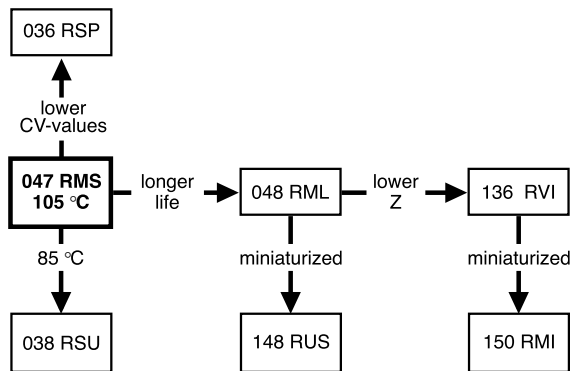 036 RSP
lower
CV-values
047 RMS
105 °C
longer
life
048 RML
lower
Z
136 RVI
85 °C
miniaturized
miniaturized
038 RSU
148 RUS
150 RMI